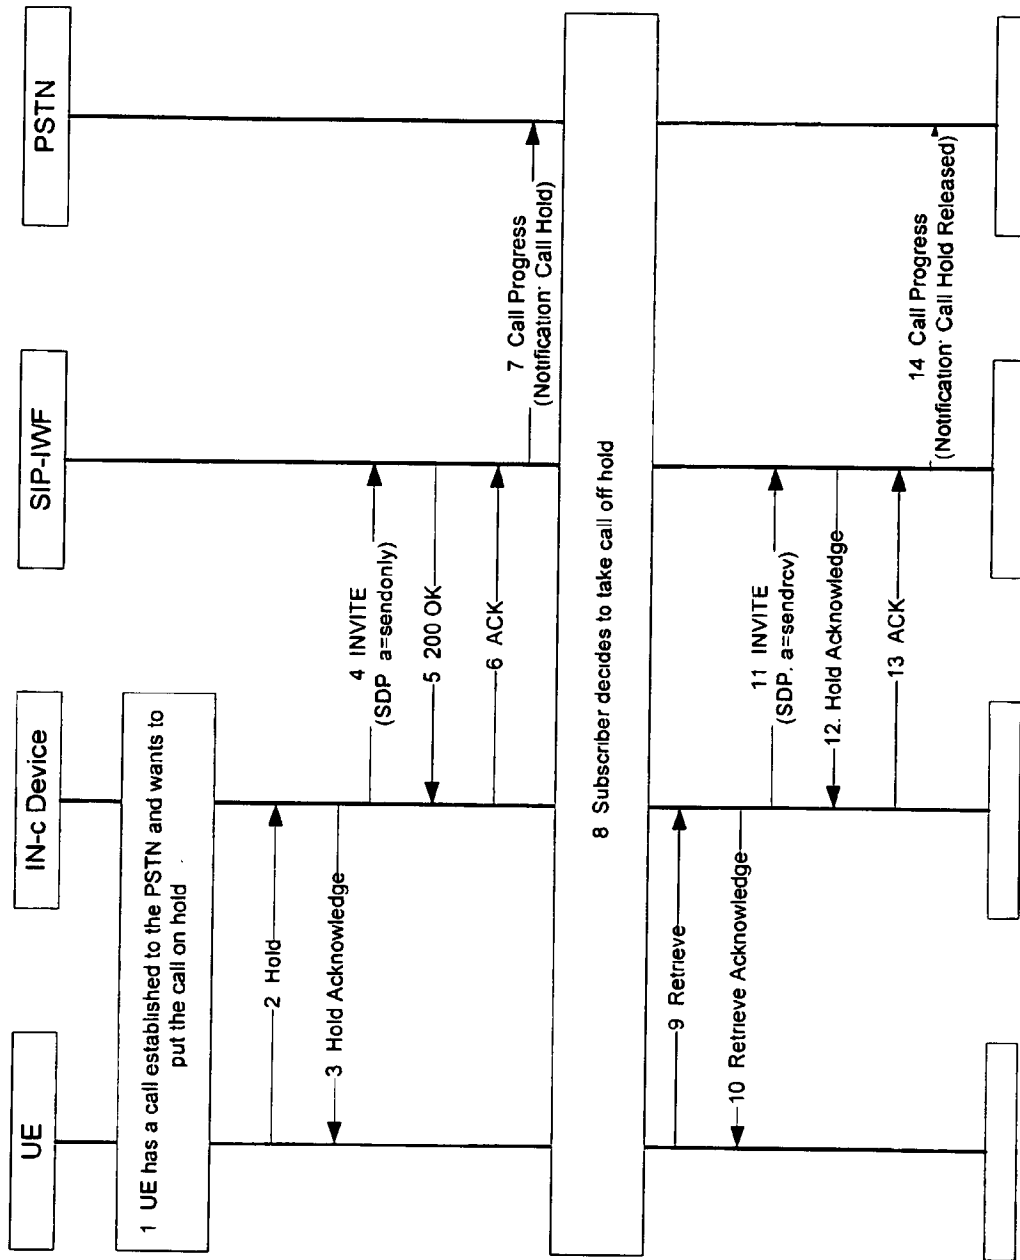 UE
IN-c Device
SIP-IWF
PSTN
1 UE has a call established to the PSTN and wants to
put the call on hold
2 Hold
3 Hold Acknowledge
4 INVITE
(SDP a=sendonly)
5 200 OK
6 ACK
7 Call Progress
(Notification: Call Hold)
8 Subscriber decides to take call off hold
9 Retrieve
10 Retrieve Acknowledge
11 INVITE
(SDP. a=sendrcv)
12. Hold Acknowledge
13 ACK
14 Call Progress
(Notification: Call Hold Released)